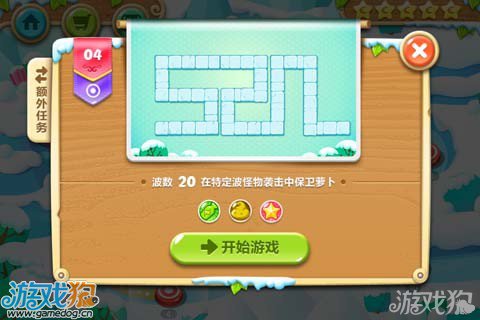 04
额外任务
波数 20 在特定波怪物袭击中保卫萝卜
开始游戏
游戏狗
www.gamedog.cn
游戏狗